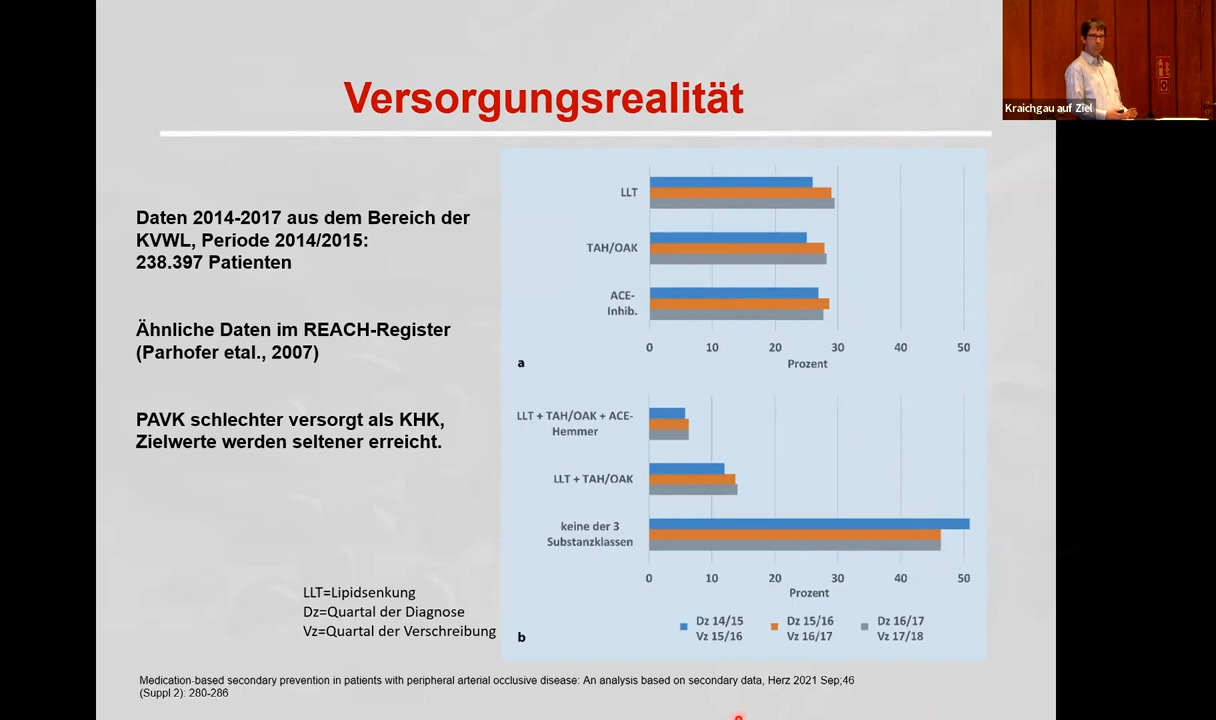 Versorgungsrealität
Kraichgau auf Ziel
Daten 2014-2017 aus dem Bereich der
KVWL, Periode 2014/2015:
238.397 Patienten
Ähnliche Daten im REACH-Register
(Parhofer etal., 2007)
PAVK schlechter versorgt als KHK,
Zielwerte werden seltener erreicht.
LLT=Lipidsenkung
Dz=Quartal der Diagnose
Vz=Quartal der Verschreibung
LLT
TAH/OAK
ACE-
Inhib.
0 10 20 30 40 50
Prozent
a
LLT + TAH/OAK + ACE-
Hemmer
LLT + TAH/OAK
keine der 3
Substanzklassen
0 10 20 30 40 50
Prozent
Dz 14/15 Dz 15/16 Dz 16/17
Vz 15/16 Vz 16/17 Vz 17/18
b
Medication-based secondary prevention in patients with peripheral arterial occlusive disease: An analysis based on secondary data, Herz 2021 Sep;46
(Suppl 2): 280-286